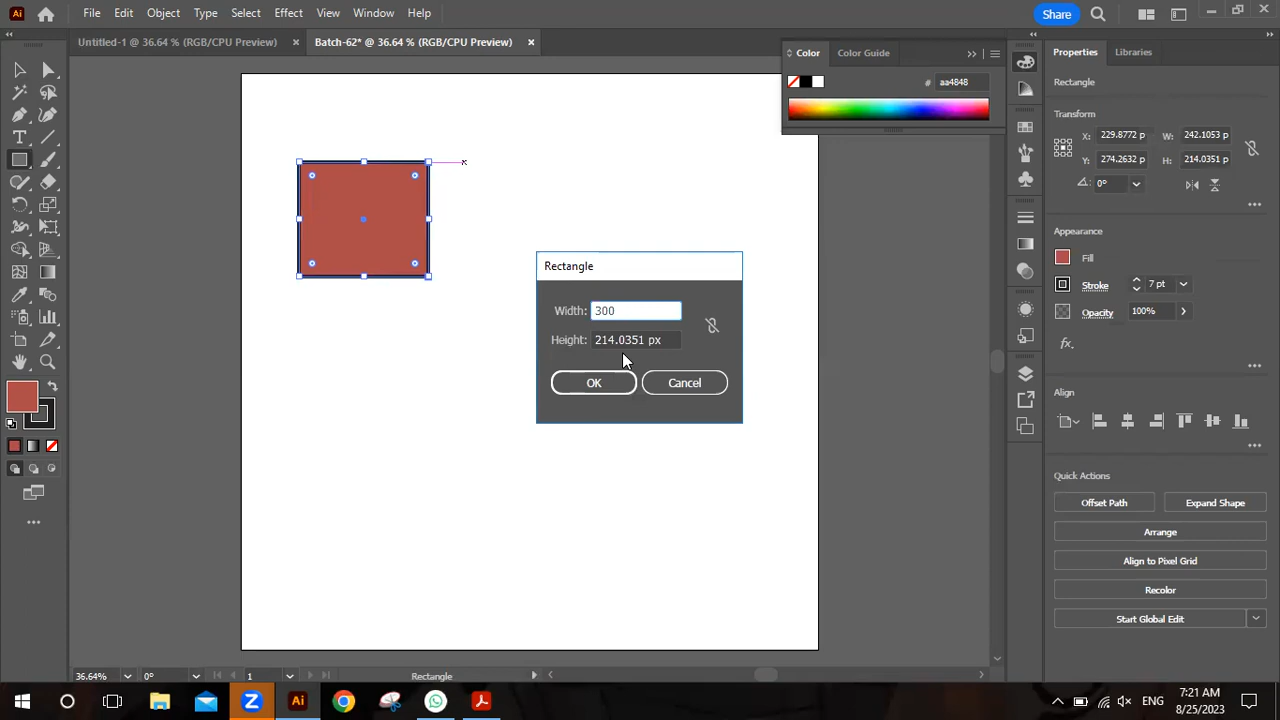 Ai File Edit Object Type Select Effect View Window Help Share
Untitled-1 @ 36.64 % (RGB/CPU Preview) × Batch-62* @ 36.64 % (RGB/CPU Preview) ×
Color Color Guide
# aa4848
Properties Libraries
Rectangle
Transform
X: 229.8772 p W: 242.1053 p
Y: 274.2632 p H: 214.0351 p
0°
Appearance
Fill
Stroke 7 pt
Opacity 100%
fx.
Align
Quick Actions
Offset Path Expand Shape
Arrange
Align to Pixel Grid
Recolor
Start Global Edit
Rectangle
Width: 300
Height: 214.0351 px
OK Cancel
36.64% 0° 1 Rectangle
Z Ai ENG 7:21 AM
8/25/2023